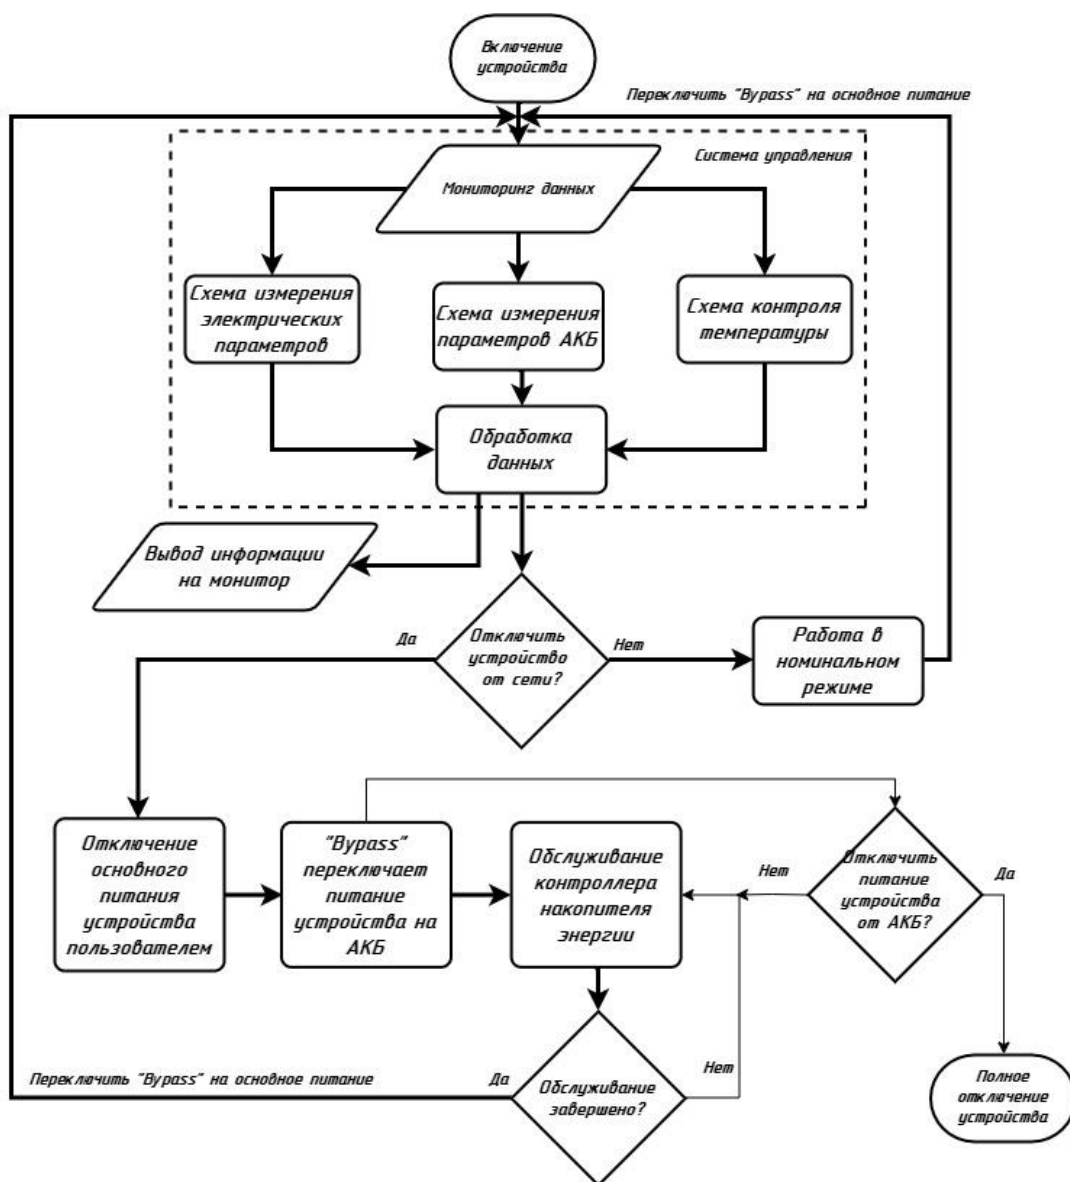 Включение
устройства
Переключить "Bypass" на основное питание
Система управления
Мониторинг данных
Схема измерения
электрических
параметров
Схема измерения
параметров АКБ
Схема контроля
температуры
Обработка
данных
Вывод информации
на монитор
Да
Отключить
устройство
от сети?
Нет
Работа в
номинальном
режиме
Отключение
основного
питания
устройства
пользователем
"Bypass"
переключает
питание
устройства на
АКБ
Обслуживание
контроллера
накопителя
энергии
Нет
Отключить
питание
устройства
от АКБ?
Да
Переключить "Bypass" на основное питание
Да
Обслуживание
завершено?
Нет
Полное
отключение
устройства